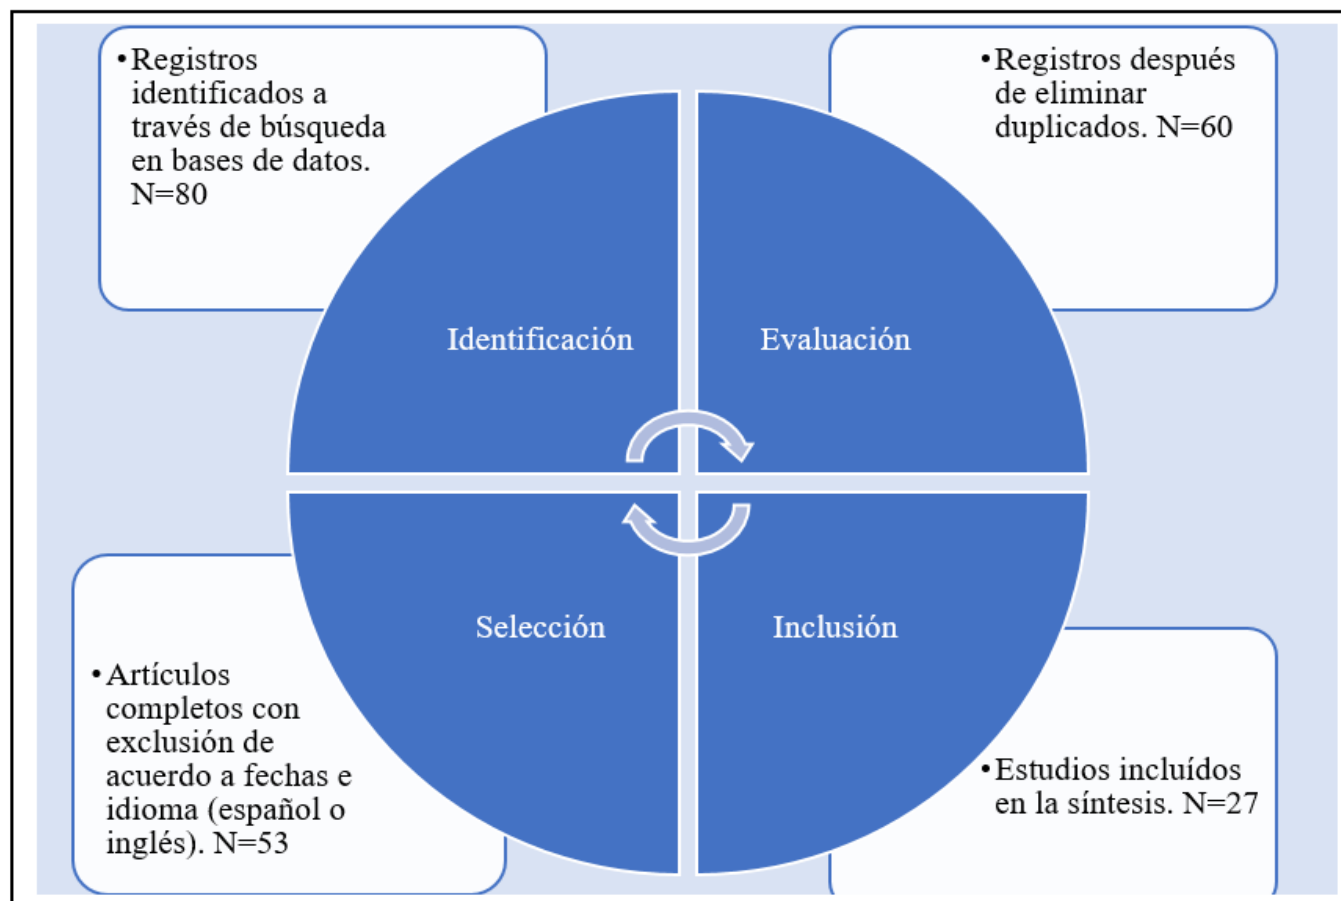 •Registros
identificados a
través de búsqueda
en bases de datos.
N=80
•Registros después
de eliminar
duplicados. N=60
Identificación
Evaluación
Selección
Inclusión
•Artículos
completos con
exclusión de
acuerdo a fechas e
idioma (español o
inglés). N=53
•Estudios incluídos
en la síntesis. N=27